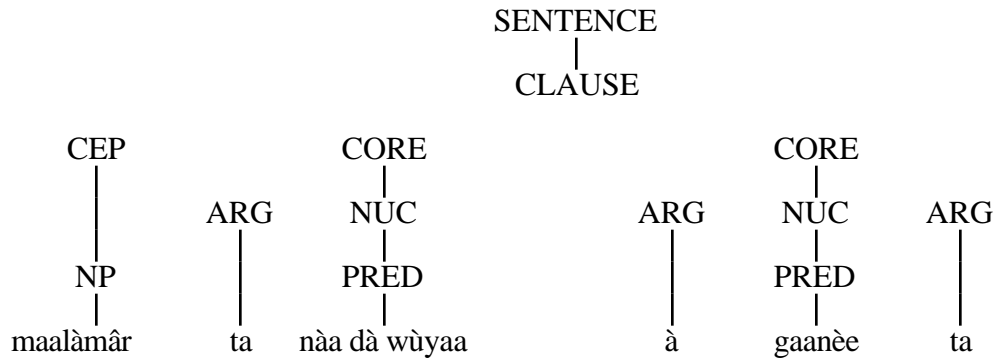 SENTENCE
CLAUSE
CEP CORE CORE
ARG NUC ARG NUC ARG
NP PRED PRED
maalàmâr ta nàa dà wùyaa à gaanèe ta